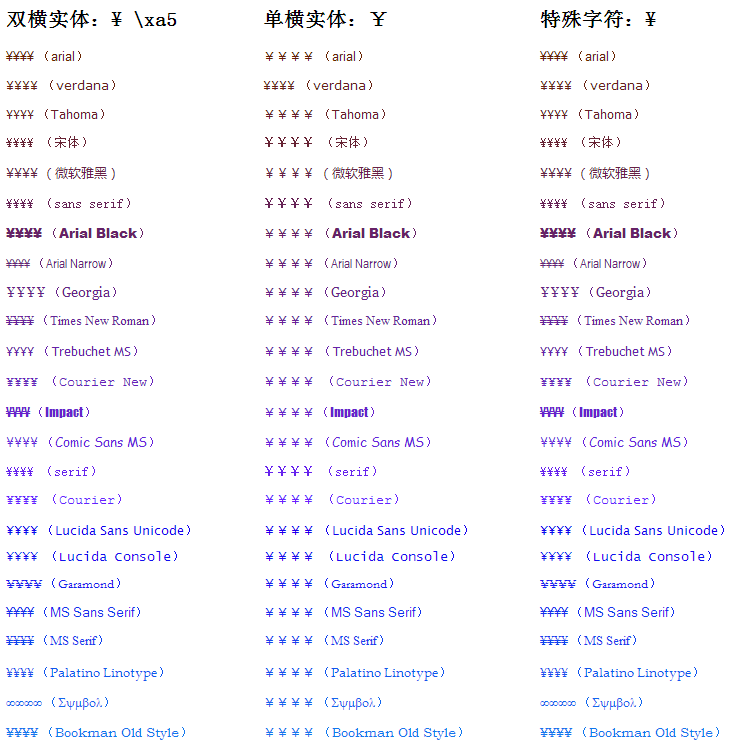 双横实体：¥ \xa5 单横实体：￥ 特殊字符：¥
¥¥¥¥（arial） ￥￥￥￥（arial） ¥¥¥¥（arial）
¥¥¥¥（verdana） ￥￥￥￥（verdana） ¥¥¥¥（verdana）
¥¥¥¥（Tahoma） ￥￥￥￥（Tahoma） ¥¥¥¥（Tahoma）
¥¥¥¥（宋体） ￥￥￥￥（宋体） ¥¥¥¥（宋体）
¥¥¥¥（微软雅黑） ￥￥￥￥（微软雅黑） ¥¥¥¥（微软雅黑）
¥¥¥¥（sans serif） ￥￥￥￥（sans serif） ¥¥¥¥（sans serif）
¥¥¥¥（Arial Black） ￥￥￥￥（Arial Black） ¥¥¥¥（Arial Black）
¥¥¥¥（Arial Narrow） ￥￥￥￥（Arial Narrow） ¥¥¥¥（Arial Narrow）
¥¥¥¥（Georgia） ￥￥￥￥（Georgia） ¥¥¥¥（Georgia）
¥¥¥¥（Times New Roman） ￥￥￥￥（Times New Roman） ¥¥¥¥（Times New Roman）
¥¥¥¥（Trebuchet MS） ￥￥￥￥（Trebuchet MS） ¥¥¥¥（Trebuchet MS）
¥¥¥¥（Courier New） ￥￥￥￥（Courier New） ¥¥¥¥（Courier New）
¥¥¥¥（Impact） ￥￥￥￥（Impact） ¥¥¥¥（Impact）
¥¥¥¥（Comic Sans MS） ￥￥￥￥（Comic Sans MS） ¥¥¥¥（Comic Sans MS）
¥¥¥¥（serif） ￥￥￥￥（serif） ¥¥¥¥（serif）
¥¥¥¥（Courier） ￥￥￥￥（Courier） ¥¥¥¥（Courier）
¥¥¥¥（Lucida Sans Unicode） ￥￥￥￥（Lucida Sans Unicode） ¥¥¥¥（Lucida Sans Unicode）
¥¥¥¥（Lucida Console） ￥￥￥￥（Lucida Console） ¥¥¥¥（Lucida Console）
¥¥¥¥（Garamond） ￥￥￥￥（Garamond） ¥¥¥¥（Garamond）
¥¥¥¥（MS Sans Serif） ￥￥￥￥（MS Sans Serif） ¥¥¥¥（MS Sans Serif）
¥¥¥¥（MS Serif） ￥￥￥￥（MS Serif） ¥¥¥¥（MS Serif）
¥¥¥¥（Palatino Linotype） ￥￥￥￥（Palatino Linotype） ¥¥¥¥（Palatino Linotype）
∞∞∞∞（Σψμβολ） ￥￥￥￥（Σψμβολ） ∞∞∞∞（Σψμβολ）
¥¥¥¥（Bookman Old Style） ￥￥￥￥（Bookman Old Style） ¥¥¥¥（Bookman Old Style）